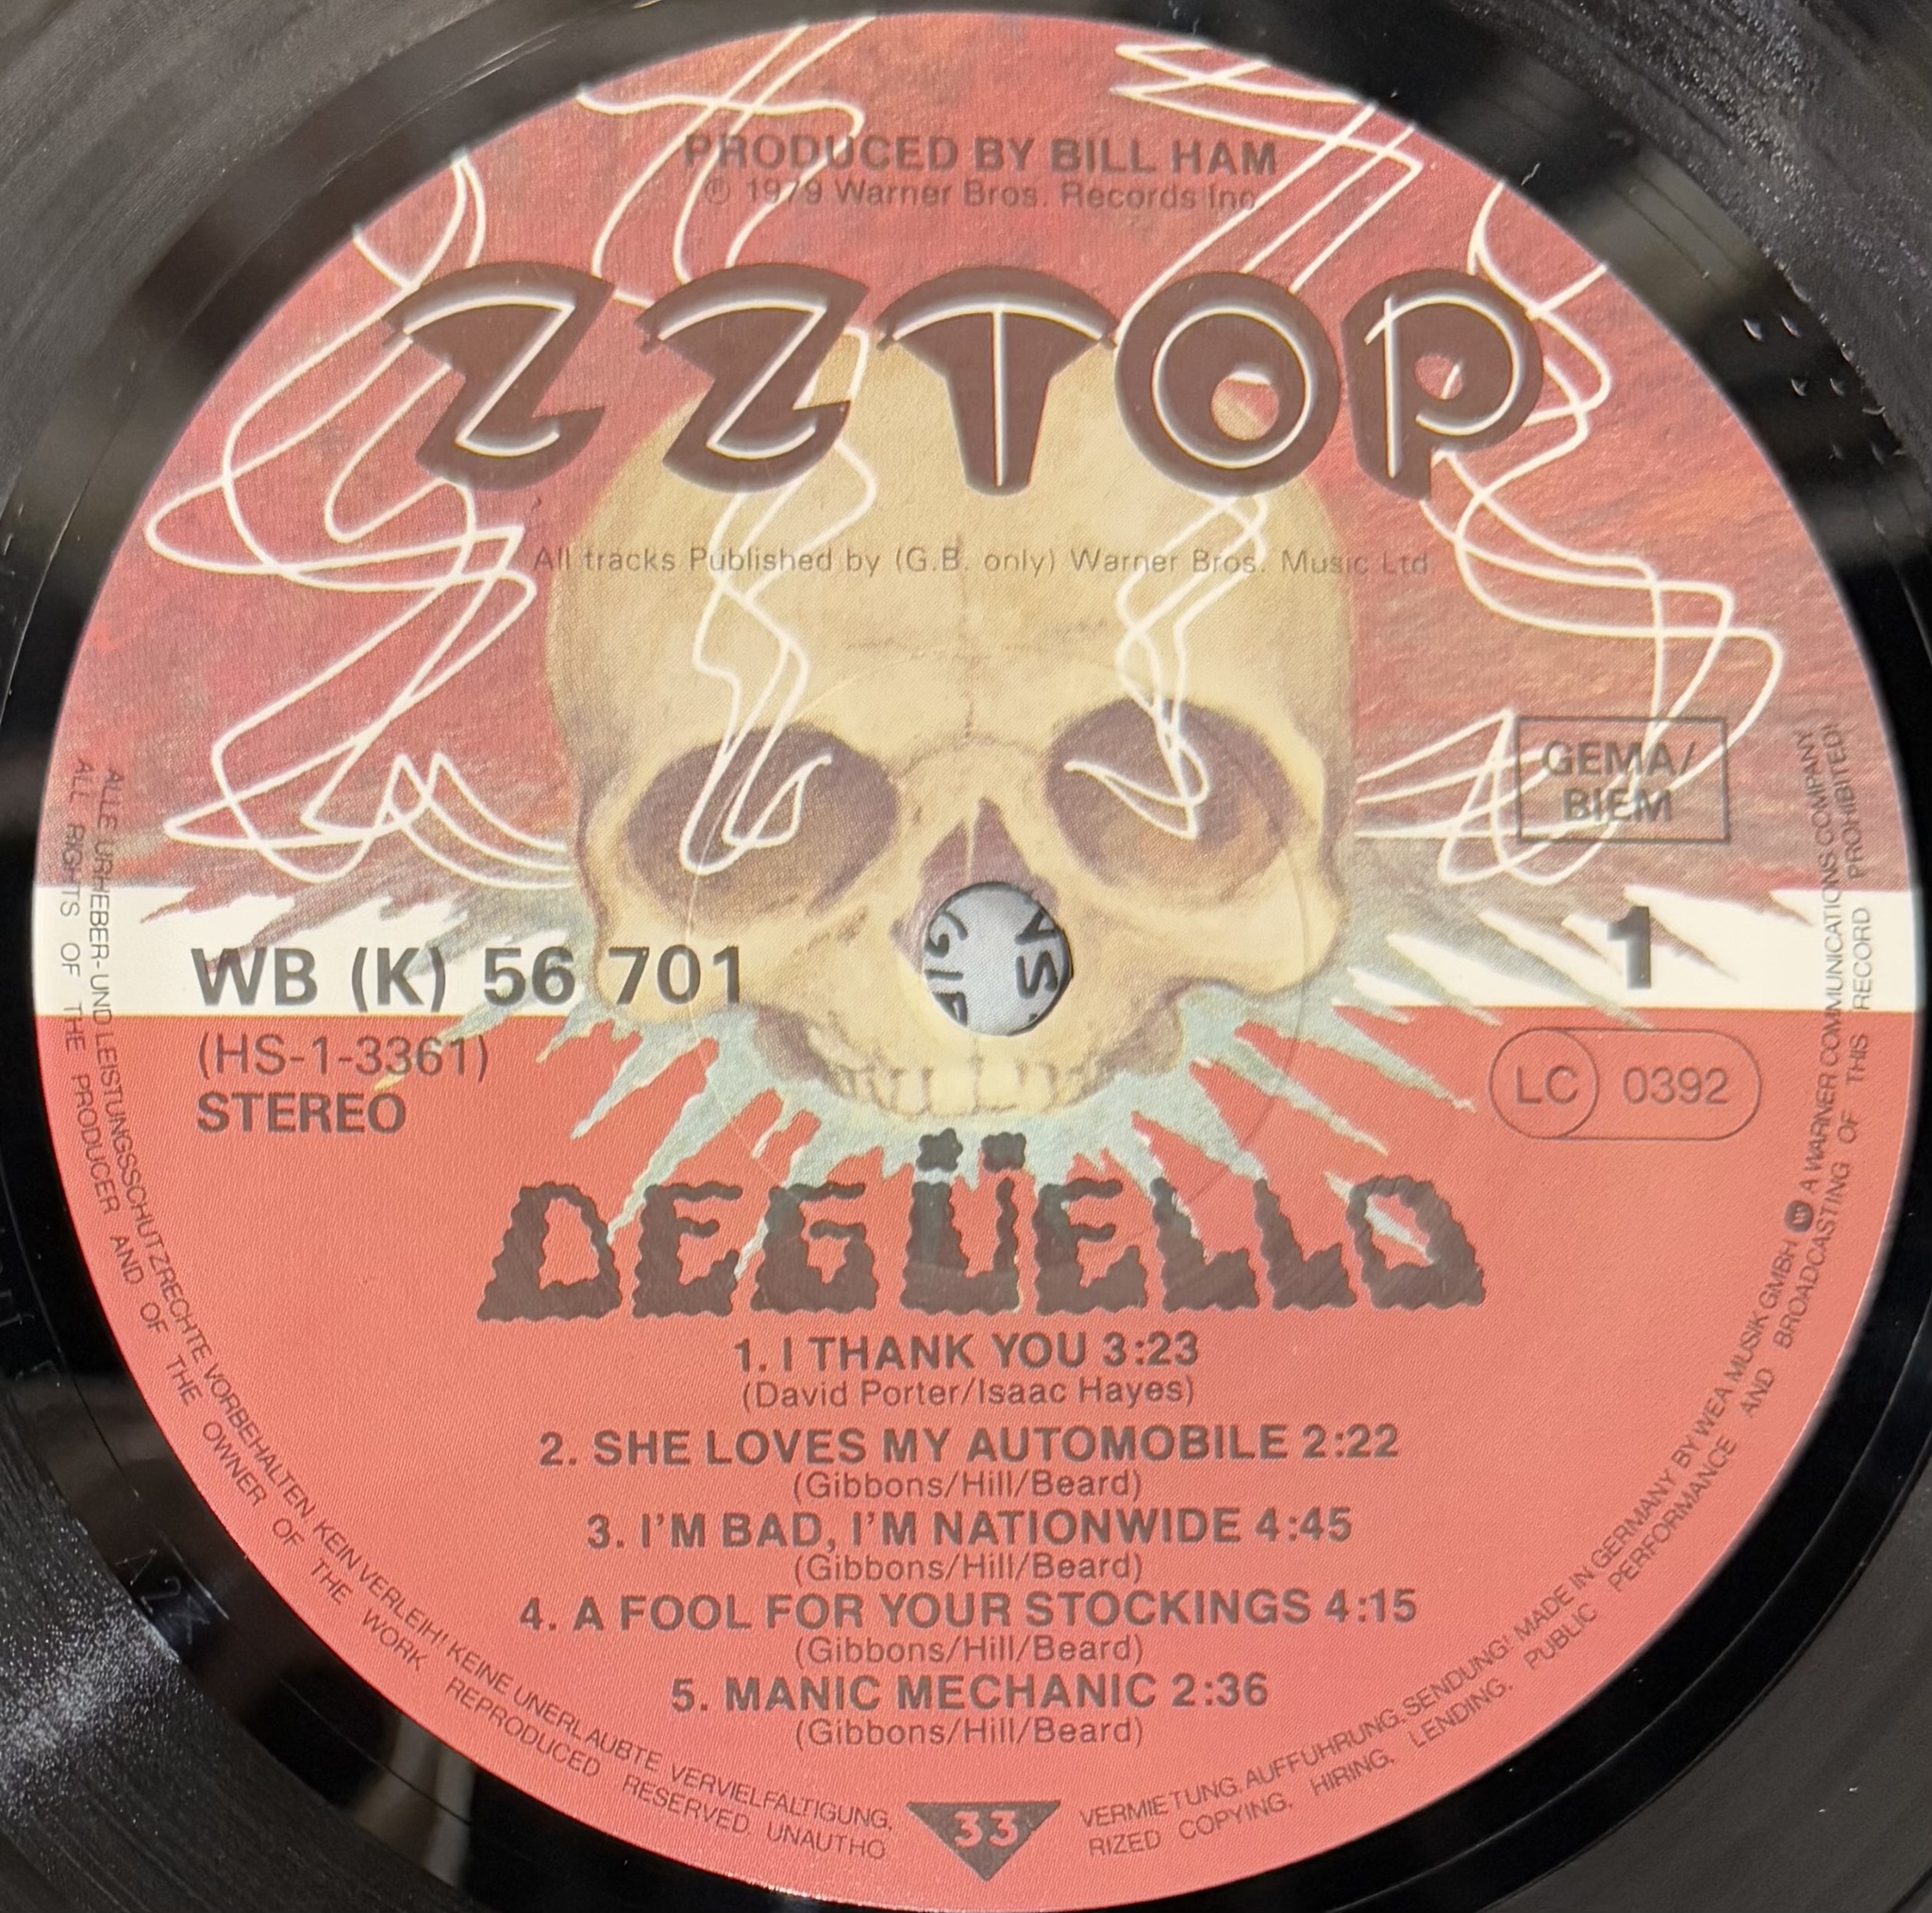 PRODUCED BY BILL HAM
℗ 1979 Warner Bros. Records Inc.
ZZ TOP
All tracks Published by (G.B. only) Warner Bros. Music Ltd
GEMA/
BIEM
WB (K) 56 701
1
(HS-1-3361)
STEREO
LC 0392
DEGÜELLO
1. I THANK YOU 3:23
(David Porter/Isaac Hayes)
2. SHE LOVES MY AUTOMOBILE 2:22
(Gibbons/Hill/Beard)
3. I'M BAD, I'M NATIONWIDE 4:45
(Gibbons/Hill/Beard)
4. A FOOL FOR YOUR STOCKINGS 4:15
(Gibbons/Hill/Beard)
5. MANIC MECHANIC 2:36
(Gibbons/Hill/Beard)
33
ALLE URHEBER- UND LEISTUNGSSCHUTZRECHTE VORBEHALTEN. KEIN VERLEIH! KEINE UNERLAUBTE VERVIELFÄLTIGUNG, VERMIETUNG, AUFFÜHRUNG, SENDUNG! MADE IN GERMANY BY WEA MUSIK GMBH A WARNER COMMUNICATIONS COMPANY
ALL RIGHTS OF THE PRODUCER AND OF THE OWNER OF THE WORK REPRODUCED RESERVED. UNAUTHORIZED COPYING, HIRING, LENDING, PUBLIC PERFORMANCE AND BROADCASTING OF THIS RECORD PROHIBITED!